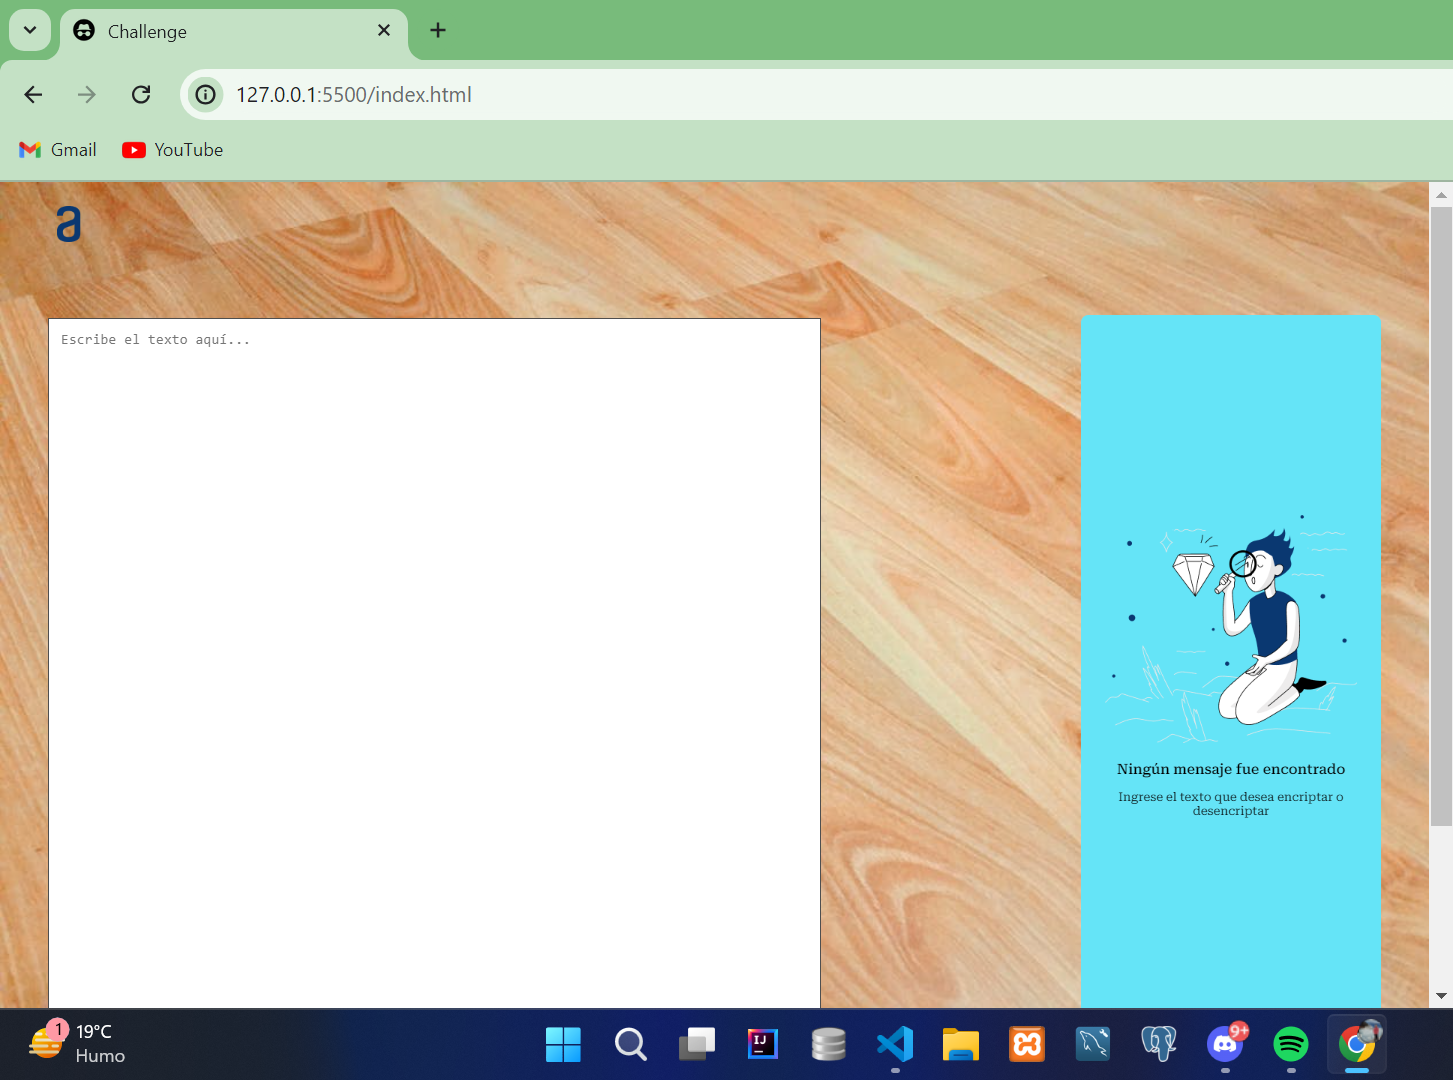 Challenge
127.0.0.1:5500/index.html
Gmail
YouTube
a
Escribe el texto aquí...
Ningún mensaje fue encontrado
Ingrese el texto que desea encriptar o
desencriptar
1
19°C
Humo
IJ
9+